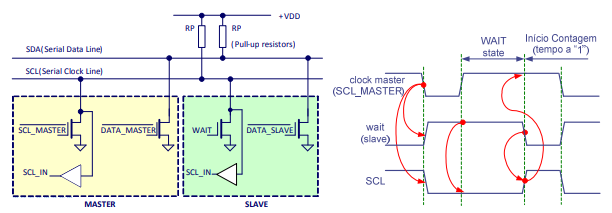 +VDD
RP
RP
(Pull-up resistors)
SDA(Serial Data Line)
SCL(Serial Clock Line)
SCL_MASTER
DATA_MASTER
WAIT
DATA_SLAVE
SCL_IN
SCL_IN
MASTER
SLAVE
WAIT
state
Início Contagem
(tempo a “1”)
clock master
(SCL_MASTER)
wait
(slave)
SCL